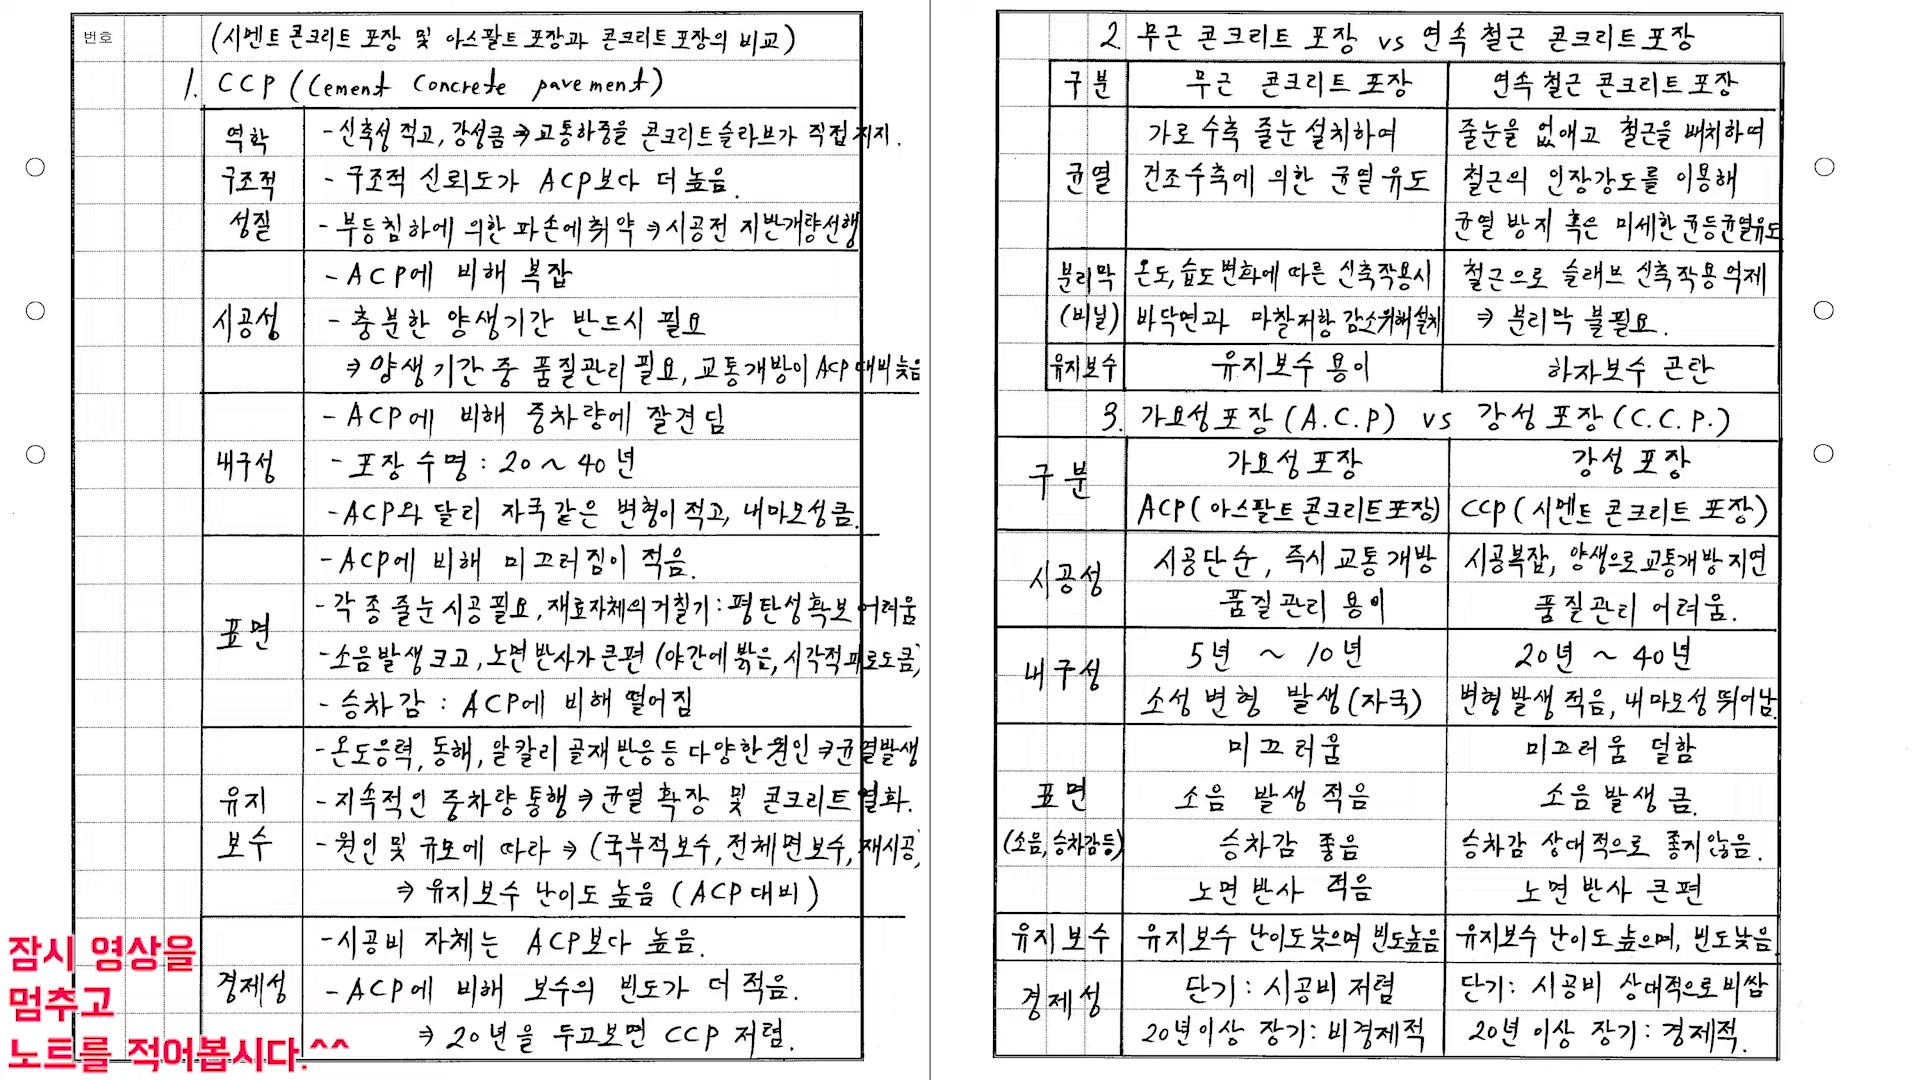 번호
(시멘트 콘크리트 포장 및 아스팔트 포장과 콘크리트 포장의 비교)
1. CCP (Cement Concrete pavement)
역학
구조적
성질
- 신축성 적고, 강성큼 ⇒ 교통하중을 콘크리트 슬라브가 직접 지지.
- 구조적 신뢰도가 ACP보다 더 높음.
- 부등침하에 의한 파손에 취약 ⇒ 시공전 지반개량선행
시공성
- ACP에 비해 복잡
- 충분한 양생기간 반드시 필요
⇒ 양생기간 중 품질관리 필요, 교통개방이 ACP 대비 늦음
내구성
- ACP에 비해 중차량에 잘견딤
- 포장 수명 : 20 ~ 40년
- ACP와 달리 자국같은 변형이 적고, 내마모성 큼.
표면
- ACP에 비해 미끄러짐이 적음.
- 각종 줄눈 시공필요, 재료자체의 거칠기 : 평탄성 확보 어려움
- 소음발생 크고, 노면반사가 큰편 (야간에 밝음, 시각적 피로도큼)
- 승차감 : ACP에 비해 떨어짐
유지
보수
- 온도응력, 동해, 알칼리 골재반응등 다양한 원인 ⇒ 균열발생
- 지속적인 중차량 통행 ⇒ 균열 확장 및 콘크리트 열화.
- 원인 및 규모에 따라 ⇒ (국부적보수, 전체면보수, 재시공)
⇒ 유지보수 난이도 높음 (ACP대비)
경제성
- 시공비 자체는 ACP보다 높음.
- ACP에 비해 보수의 빈도가 더 적음.
⇒ 20년을 두고보면 CCP 저렴.
잠시 영상을
멈추고
노트를 적어봅시다.^^
2. 무근 콘크리트 포장 vs 연속 철근 콘크리트 포장
구분 무근 콘크리트 포장 연속 철근 콘크리트 포장
가로 수축 줄눈 설치하여 줄눈을 없애고 철근을 배치하여
균열 건조수축에 의한 균열 유도 철근의 인장강도를 이용해
균열 방지 혹은 미세한 균등균열유도
분리막 온도, 습도 변화에 따른 신축작용시 철근으로 슬래브 신축작용 억제
(비닐) 바닥면과 마찰저항 감소위해 설치 ⇒ 분리막 불필요.
유지보수 유지보수 용이 하자보수 곤란
3. 가요성 포장 (A.C.P) vs 강성 포장 (C.C.P.)
구분
가요성 포장 강성 포장
ACP (아스팔트 콘크리트포장) CCP (시멘트 콘크리트 포장)
시공성
시공단순, 즉시 교통개방 시공복잡, 양생으로 교통개방 지연
품질관리 용이 품질관리 어려움.
내구성
5년 ~ 10년 20년 ~ 40년
소성 변형 발생 (자국) 변형 발생 적음, 내마모성 뛰어남.
미끄러움 미끄러움 덜함
표면 소음 발생 적음 소음 발생 큼.
(소음, 승차감등) 승차감 좋음 승차감 상대적으로 좋지않음.
노면 반사 적음 노면 반사 큰편
유지보수 유지보수 난이도낮으며 빈도높음 유지보수 난이도 높으며, 빈도낮음
경제성
단기 : 시공비 저렴 단기 : 시공비 상대적으로 비쌈
20년이상 장기 : 비경제적 20년 이상 장기 : 경제적.